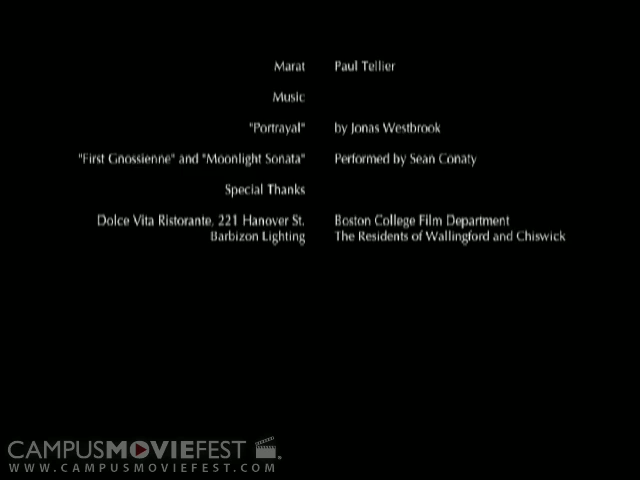 Marat Paul Tellier
Music
"Portrayal" by Jonas Westbrook
"First Gnossienne" and "Moonlight Sonata" Performed by Sean Conaty
Special Thanks
Dolce Vita Ristorante, 221 Hanover St. Boston College Film Department
Barbizon Lighting The Residents of Wallingford and Chiswick
CAMPUSMOVIEFEST
WWW.CAMPUSMOVIEFEST.COM